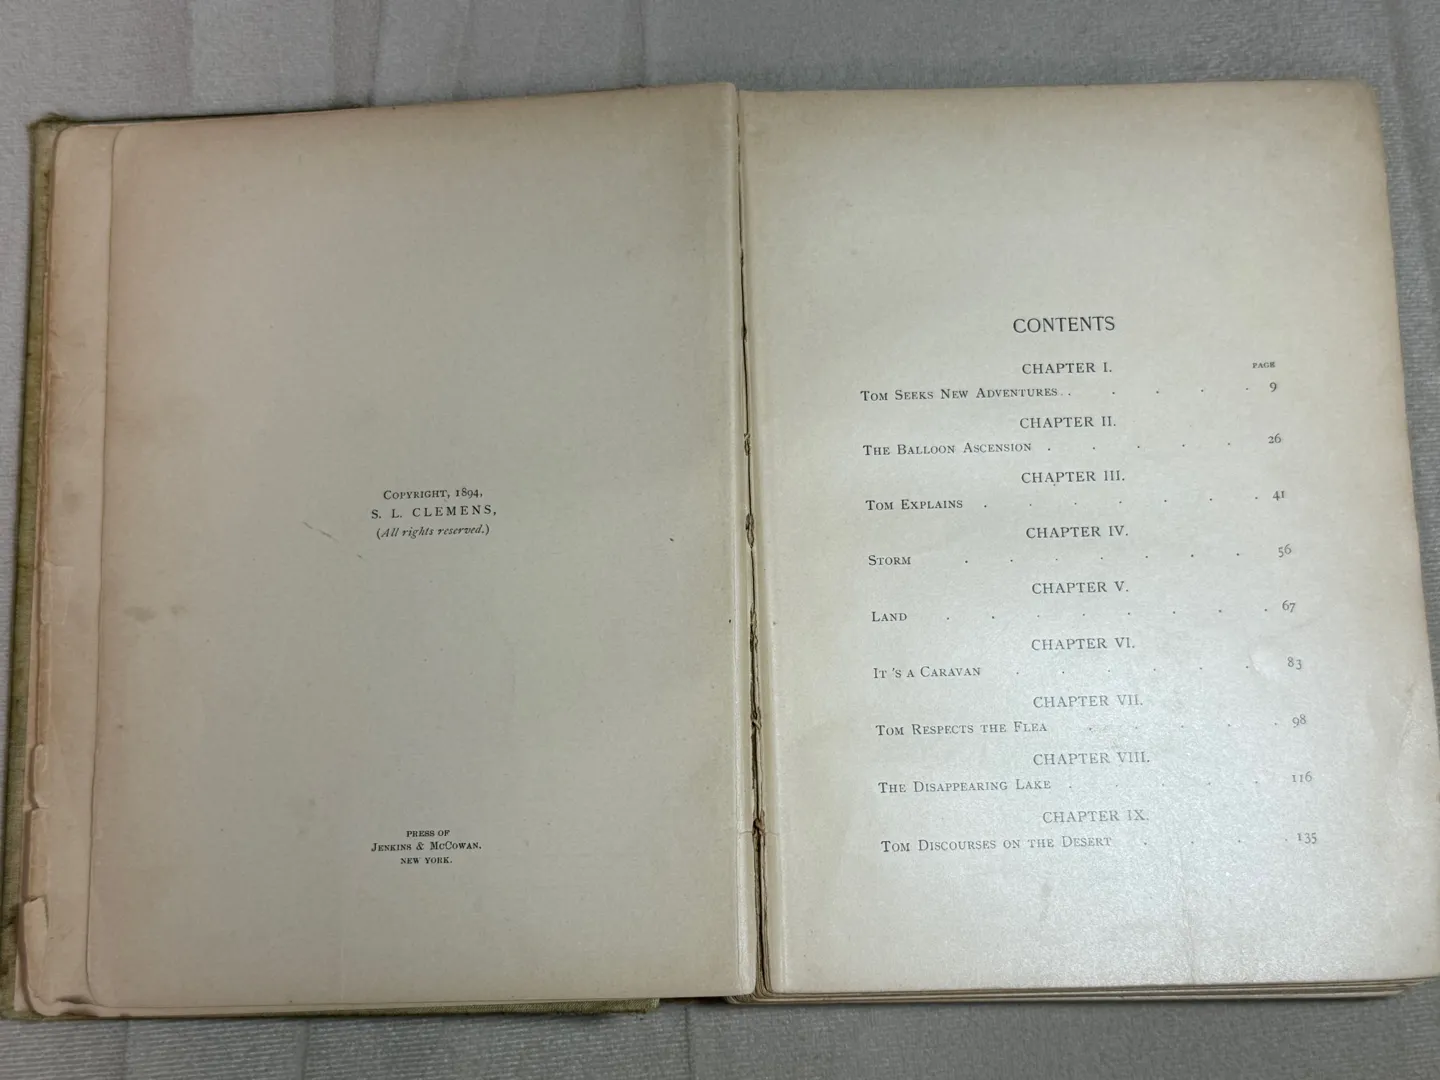 COPYRIGHT, 1894,
S. L. CLEMENS,
(All rights reserved.)
PRESS OF
JENKINS & MCCOWAN,
NEW YORK.
CONTENTS
CHAPTER I.
PAGE
TOM SEEKS NEW ADVENTURES . . . . . 9
CHAPTER II.
THE BALLOON ASCENSION . . . . . 26
CHAPTER III.
TOM EXPLAINS . . . . . . . 41
CHAPTER IV.
STORM . . . . . . . 56
CHAPTER V.
LAND . . . . . . . . 67
CHAPTER VI.
IT 'S A CARAVAN . . . . . . 83
CHAPTER VII.
TOM RESPECTS THE FLEA . . . . . 98
CHAPTER VIII.
THE DISAPPEARING LAKE . . . . . 116
CHAPTER IX.
TOM DISCOURSES ON THE DESERT . . . . 135